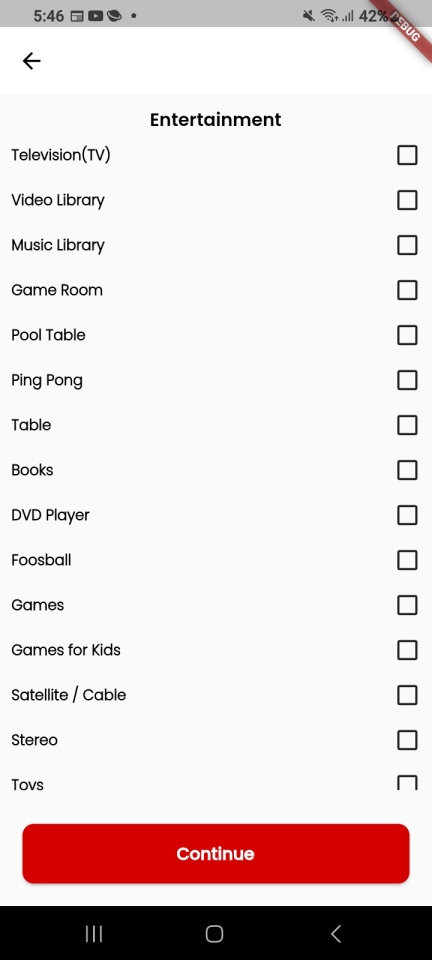 5:46
42%
DEBUG
Entertainment
Television(TV)
Video Library
Music Library
Game Room
Pool Table
Ping Pong
Table
Books
DVD Player
Foosball
Games
Games for Kids
Satellite / Cable
Stereo
Toys
Continue